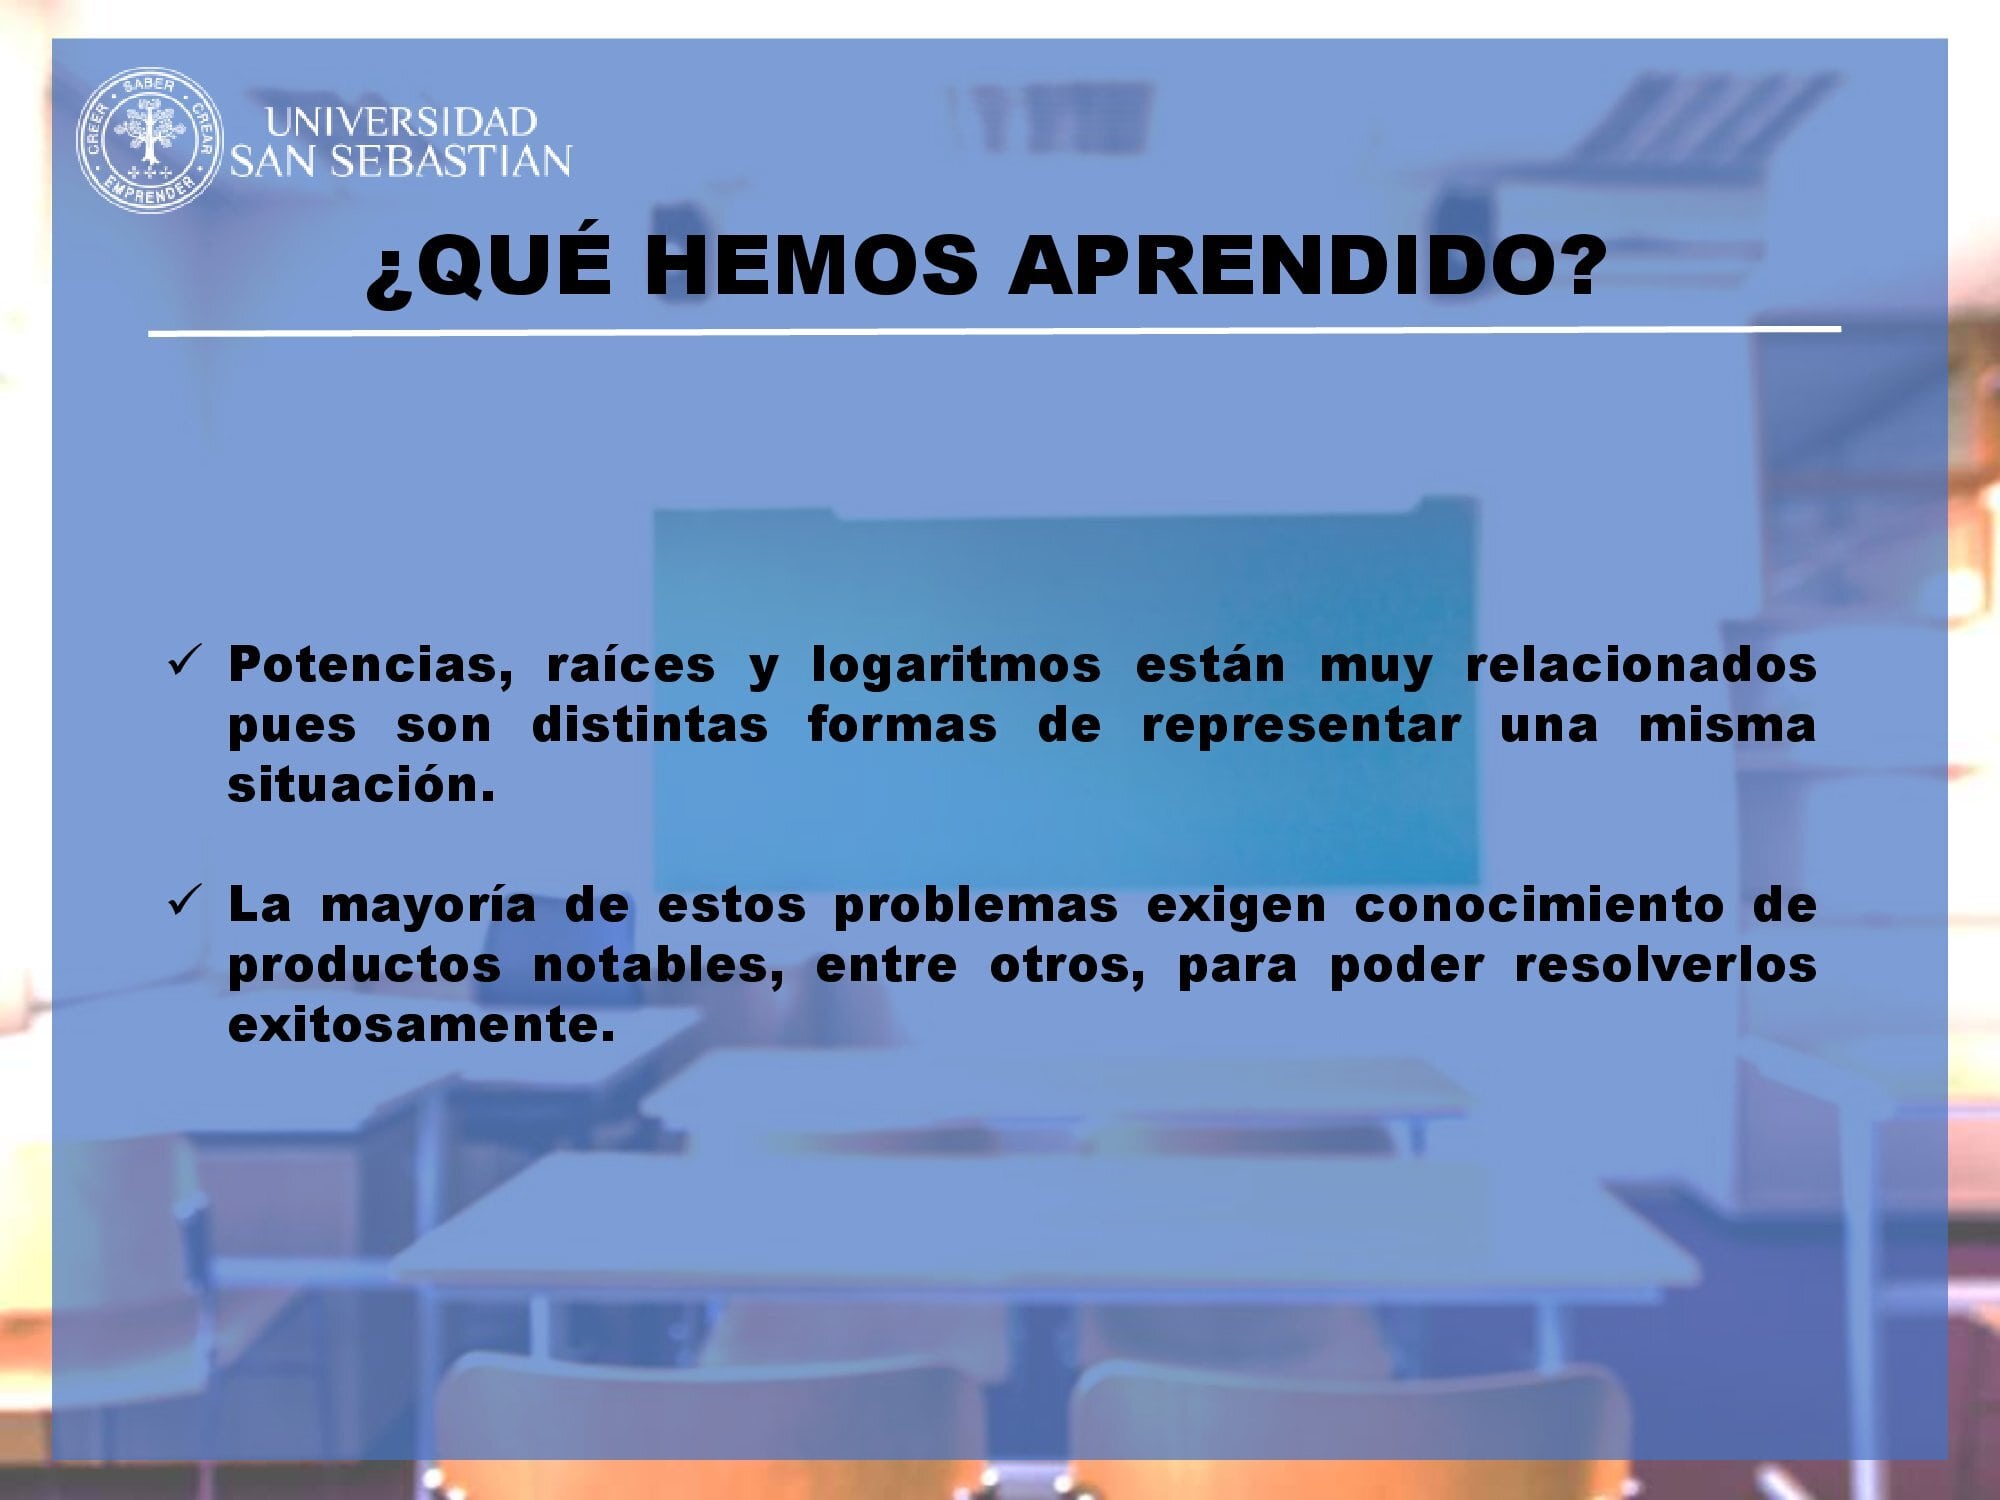 CREER · SABER · CREAR · EMPRENDER
UNIVERSIDAD
SAN SEBASTIAN
¿QUÉ HEMOS APRENDIDO?
✓ Potencias, raíces y logaritmos están muy relacionados
pues son distintas formas de representar una misma
situación.
✓ La mayoría de estos problemas exigen conocimiento de
productos notables, entre otros, para poder resolverlos
exitosamente.